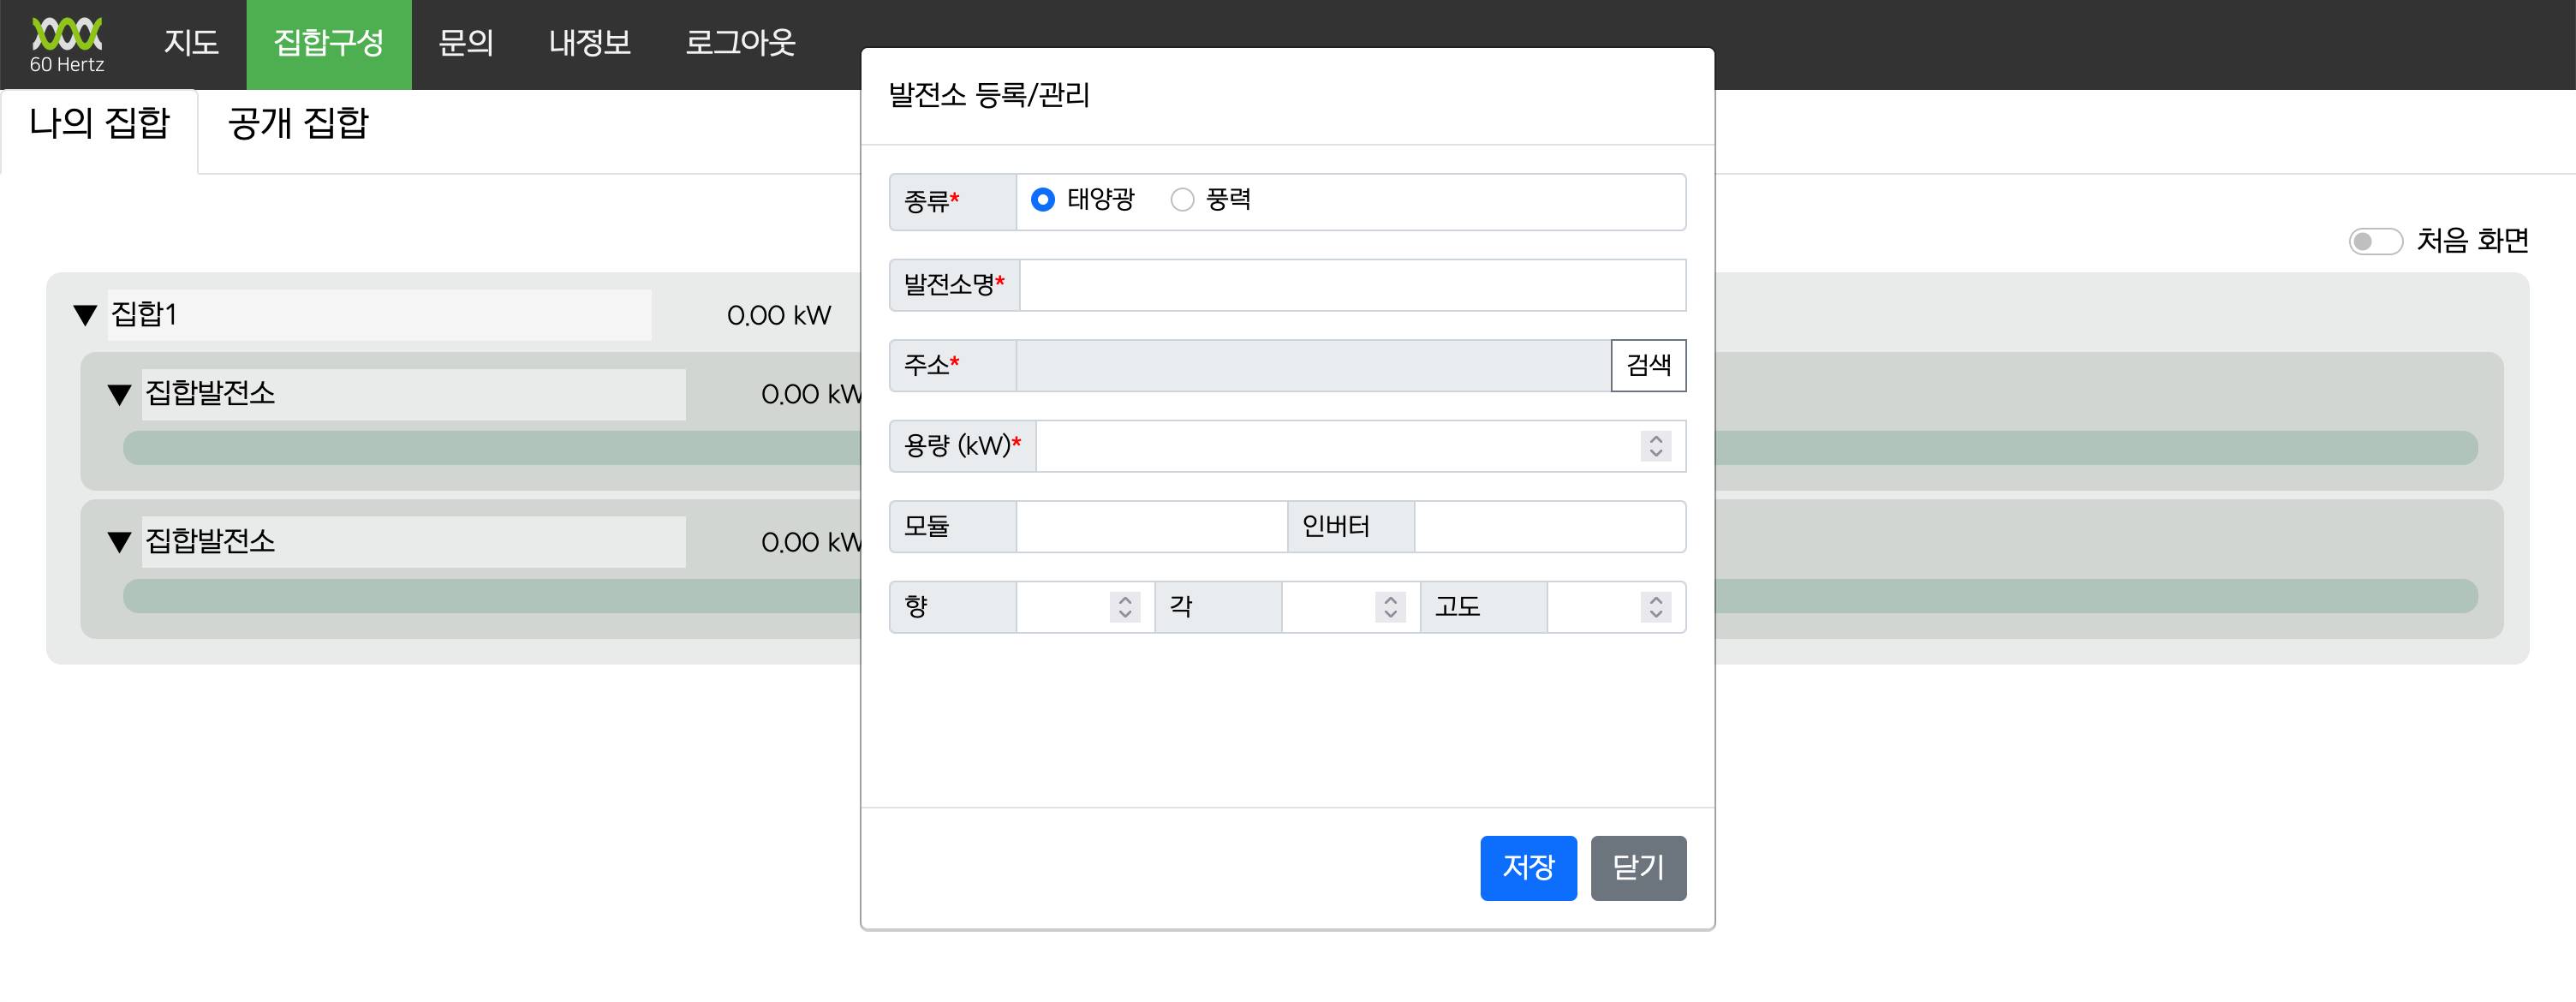 60 Hertz
지도 집합구성 문의 내정보 로그아웃
나의 집합 공개 집합
처음 화면
▼ 집합1 0.00 kW
▼ 집합발전소 0.00 kW
▼ 집합발전소 0.00 kW
발전소 등록/관리
종류* 태양광 풍력
발전소명*
주소* 검색
용량 (kW)*
모듈 인버터
향 각 고도
저장 닫기